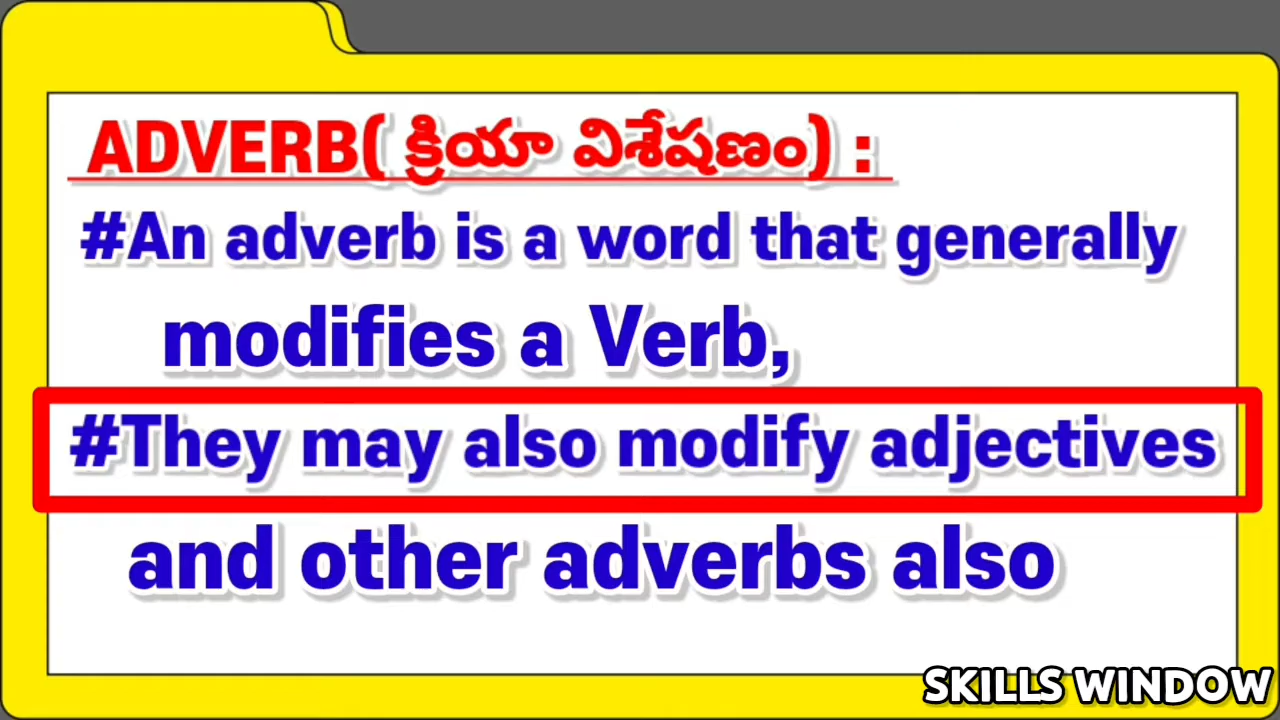 ADVERB( క్రియా విశేషణం) :
#An adverb is a word that generally
modifies a Verb,
#They may also modify adjectives
and other adverbs also
SKILLS WINDOW